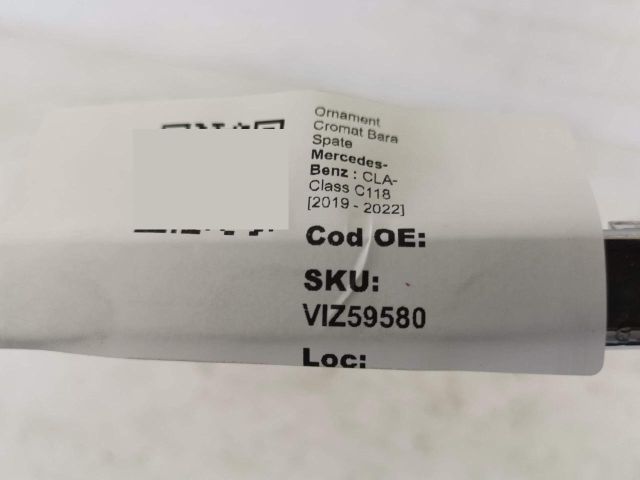 Ornament
Cromat Bara
Spate
Mercedes-
Benz : CLA-
Class C118
[2019 - 2022]
Cod OE:
SKU:
VIZ59580
Loc: